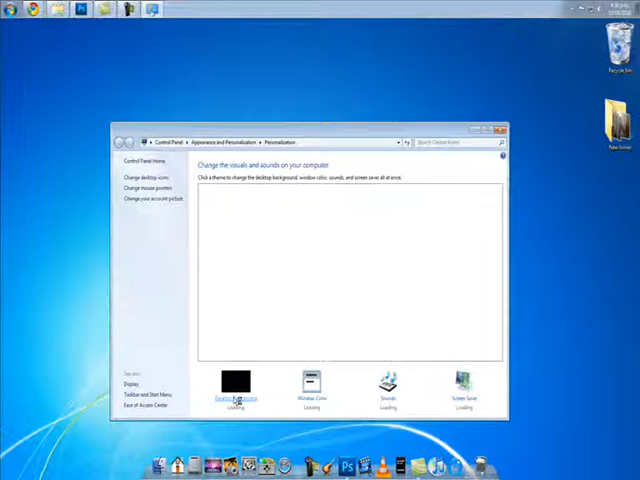 Recycle Bin
New folder
Control Panel ▸ Appearance and Personalization ▸ Personalization
Search Control Panel
Control Panel Home
Change desktop icons
Change mouse pointers
Change your account picture
Change the visuals and sounds on your computer
Click a theme to change the desktop background, window color, sounds, and screen saver all at once.
See also
Display
Taskbar and Start Menu
Ease of Access Center
Desktop Background
Loading
Window Color
Loading
Sounds
Loading
Screen Saver
Loading